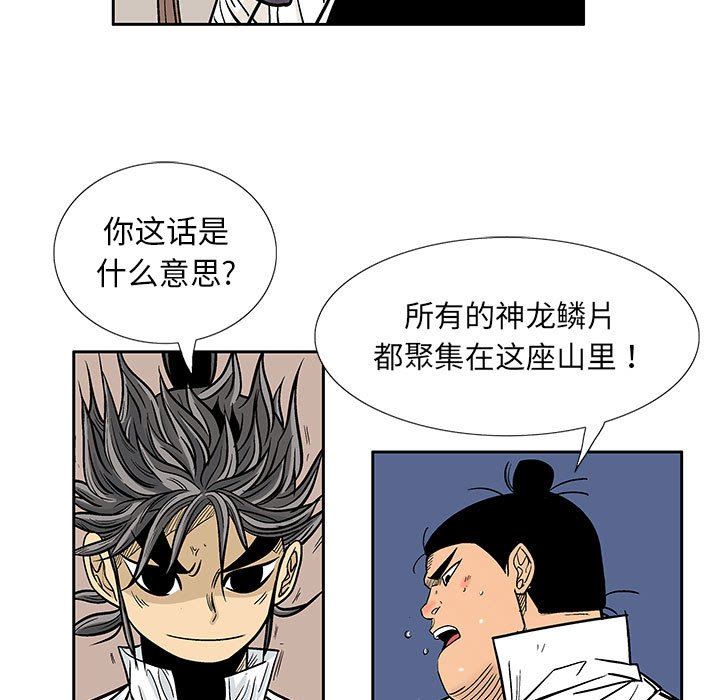 你这话是
什么意思?
所有的神龙鳞片
都聚集在这座山里！